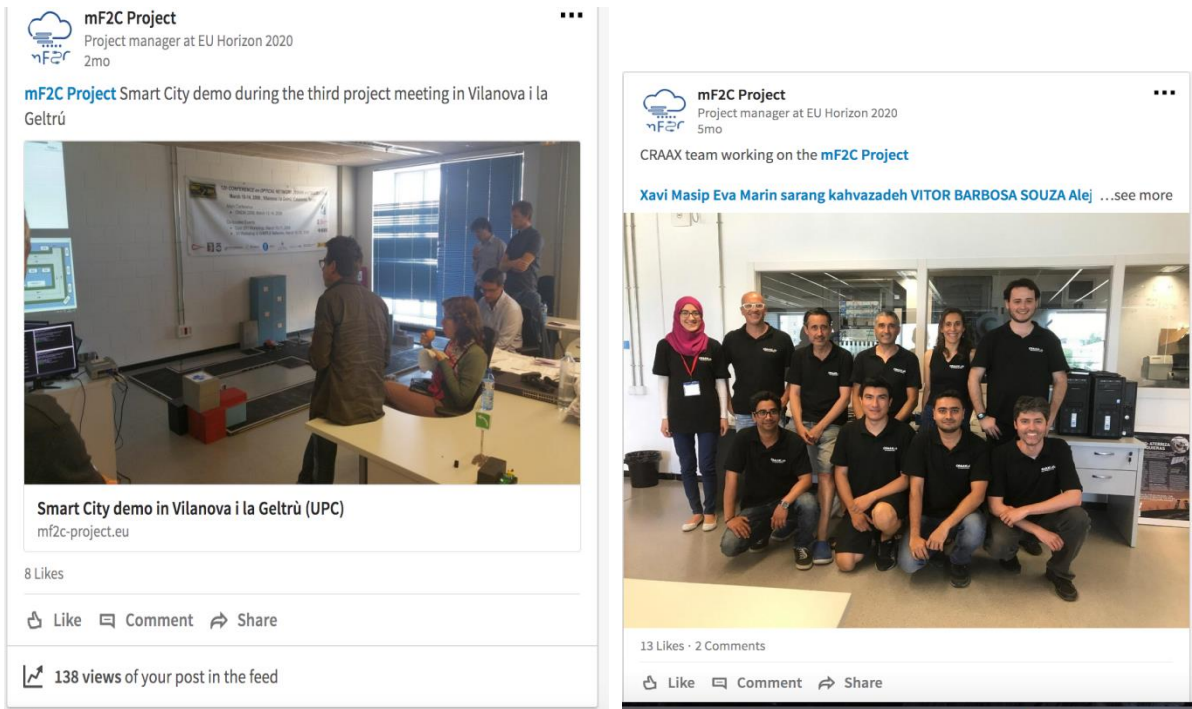 mF2C Project
Project manager at EU Horizon 2020
2mo
mF2C Project Smart City demo during the third project meeting in Vilanova i la
Geltrú
Smart City demo in Vilanova i la Geltrù (UPC)
mf2c-project.eu
8 Likes
Like Comment Share
138 views of your post in the feed
mF2C Project
Project manager at EU Horizon 2020
5mo
CRAAX team working on the mF2C Project
Xavi Masip Eva Marin sarang kahvazadeh VITOR BARBOSA SOUZA Alej ...see more
13 Likes · 2 Comments
Like Comment Share